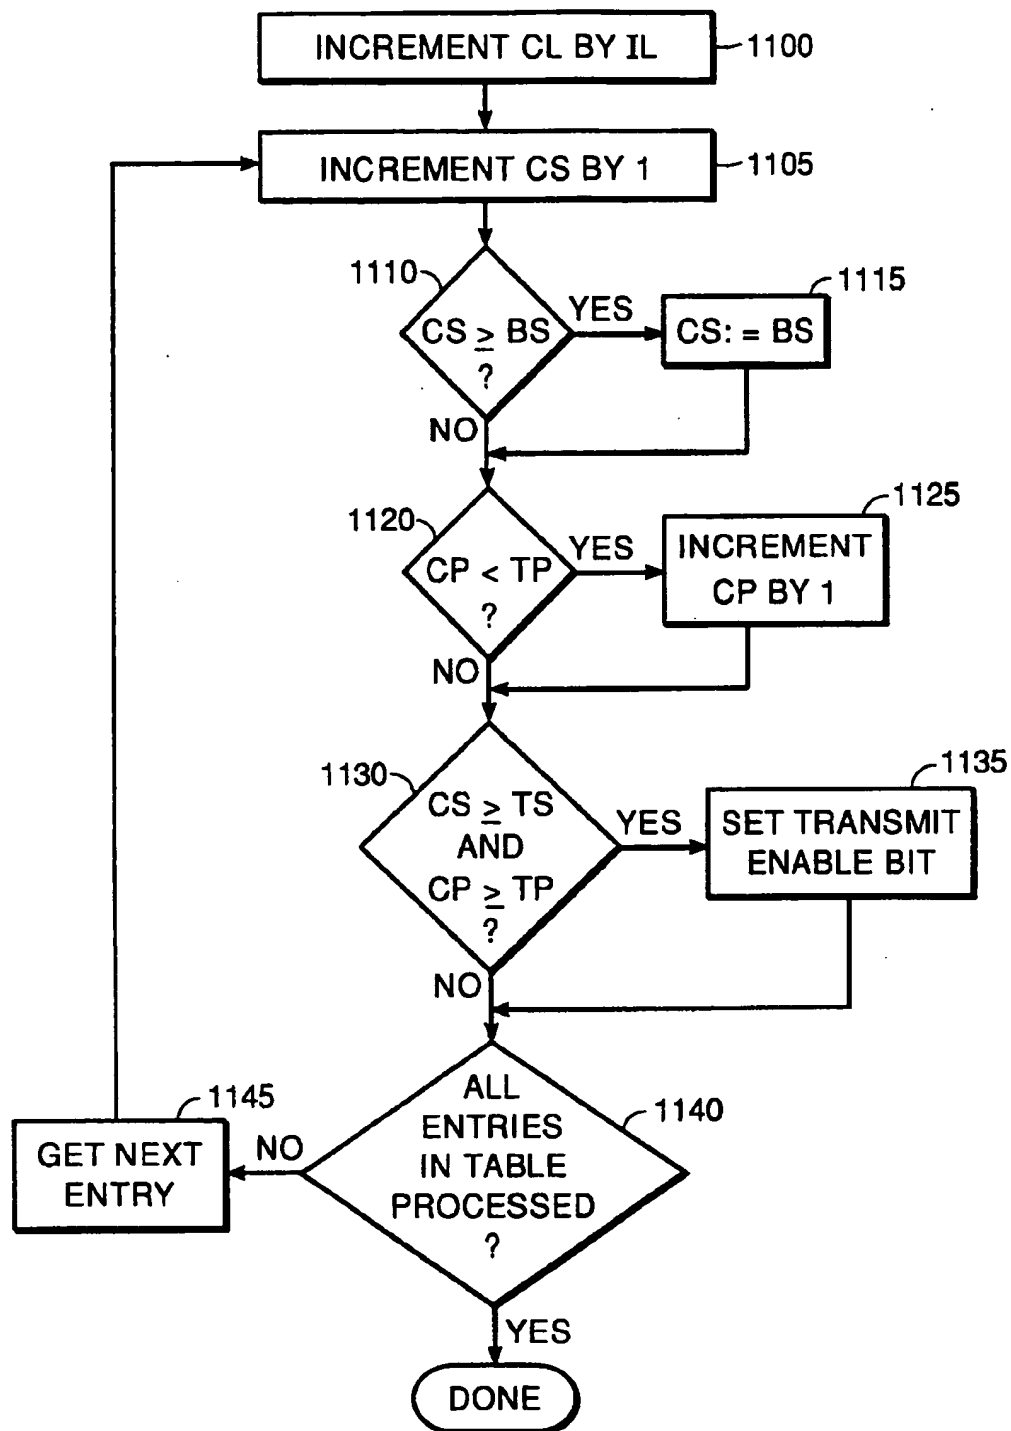 INCREMENT CL BY IL
1100
INCREMENT CS BY 1
1105
1110
CS ≥ BS
?
YES
1115
CS: = BS
NO
1120
CP < TP
?
YES
1125
INCREMENT
CP BY 1
NO
1130
CS ≥ TS
AND
CP ≥ TP
?
YES
1135
SET TRANSMIT
ENABLE BIT
NO
1140
ALL
ENTRIES
IN TABLE
PROCESSED
?
NO
1145
GET NEXT
ENTRY
YES
DONE